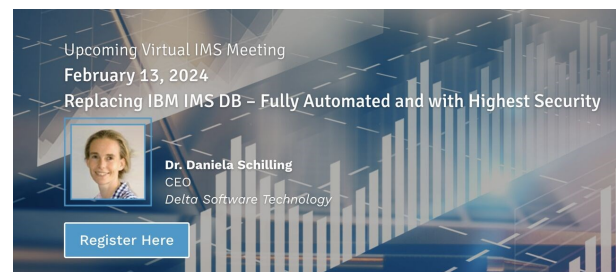 Upcoming Virtual IMS Meeting
February 13, 2024
Replacing IBM IMS DB – Fully Automated and with Highest Security
Dr. Daniela Schilling
CEO
Delta Software Technology
Register Here